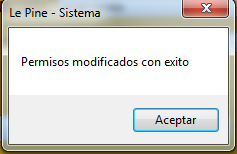 Le Pine - Sistema
Permisos modificados con exito
Aceptar